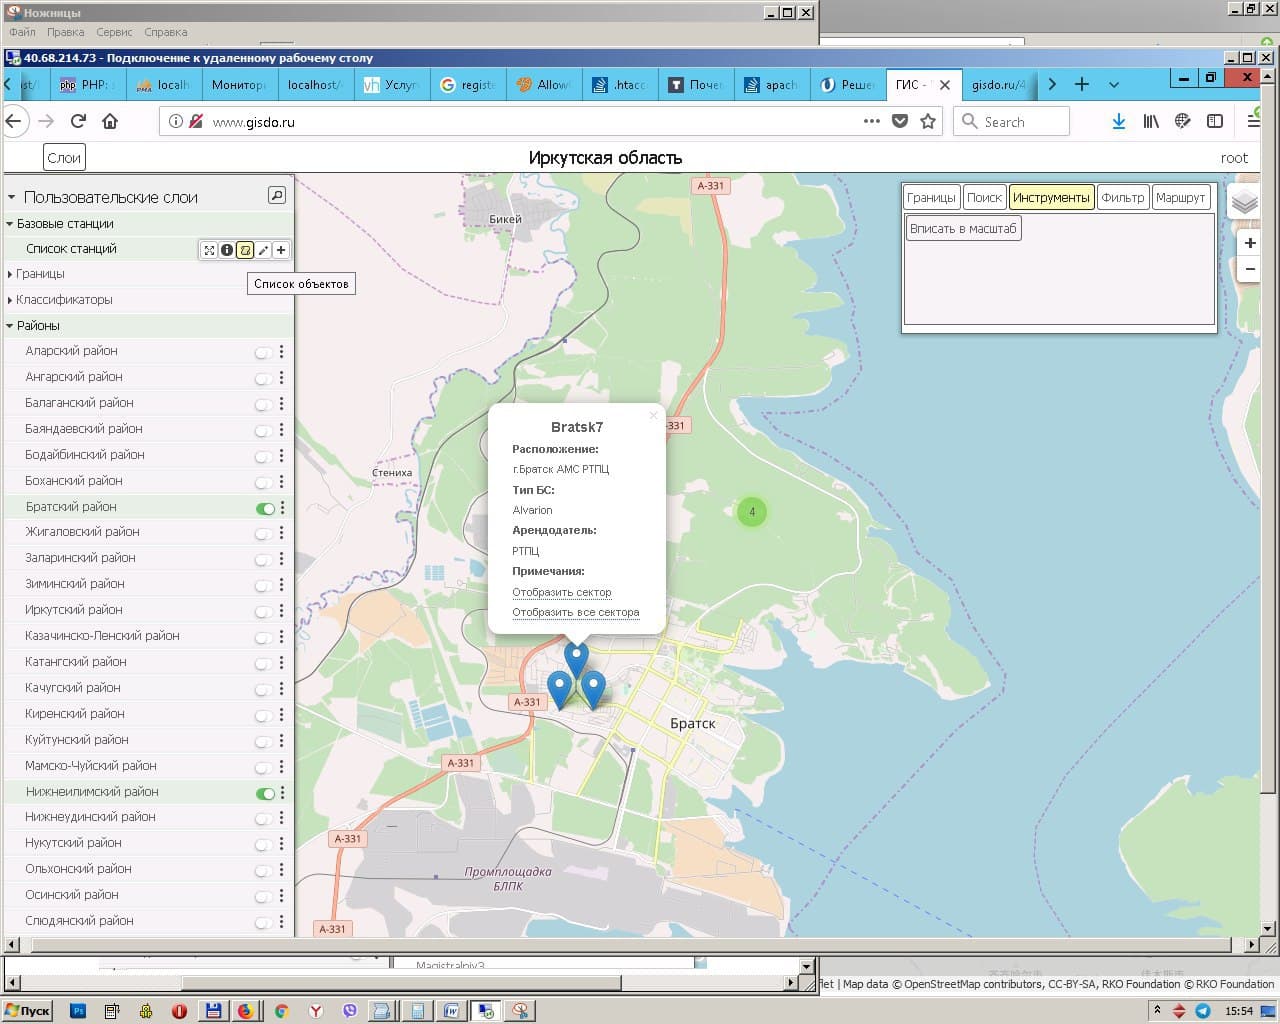 Ножницы
Файл Правка Сервис Справка
40.68.214.73 - Подключение к удаленному рабочему столу
PHP: localh Монитор localhost/ Услуг registe Allow .htacc Почем apach Решен ГИС - gisdo.ru/4
www.gisdo.ru
Search
Слои
Иркутская область
root
Пользовательские слои
Базовые станции
Список станций
Список объектов
Границы
Классификаторы
Районы
Аларский район
Ангарский район
Балаганский район
Баяндаевский район
Бодайбинский район
Боханский район
Братский район
Жигаловский район
Заларинский район
Зиминский район
Иркутский район
Казачинско-Ленский район
Катангский район
Качугский район
Киренский район
Куйтунский район
Мамско-Чуйский район
Нижнеилимский район
Нижнеудинский район
Нукутский район
Ольхонский район
Осинский район
Слюдянский район
A-331
Бикей
Границы Поиск Инструменты Фильтр Маршрут
Вписать в масштаб
+
−
-331
Стениха
Bratsk7
Расположение:
г.Братск АМС РТПЦ
Тип БС:
Alvarion
Арендодатель:
РТПЦ
Примечания:
Отобразить сектор
Отобразить все сектора
4
A-331
Братск
A-331
A-331
Промплощадка
БЛПК
A-331
Magistralniy3
flet | Map data © OpenStreetMap contributors, CC-BY-SA, RKO Foundation © RKO Foundation
Пуск
15:54